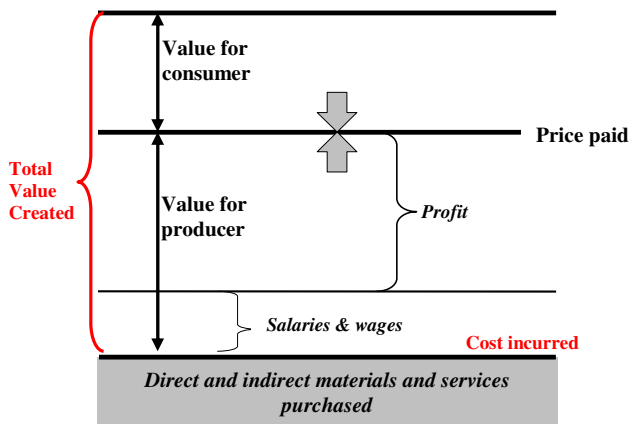 Value for
consumer
Price paid
Total
Value
Created
Value for
producer
Profit
Salaries & wages
Cost incurred
Direct and indirect materials and services
purchased